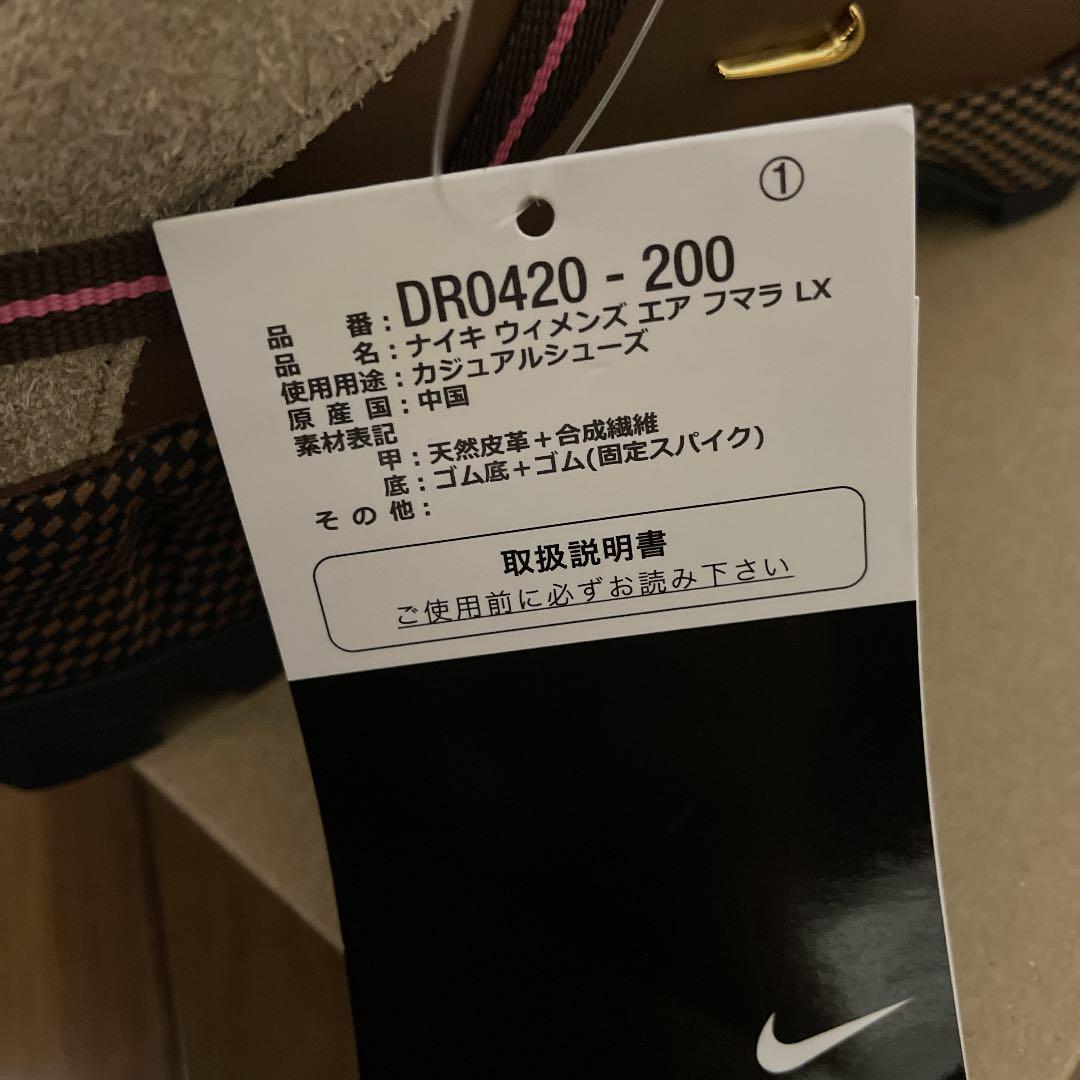 ①
品 番：DR0420 - 200
品 名：ナイキ ウィメンズ エア フマラ LX
使用用途：カジュアルシューズ
原 産 国：中国
素材表記
甲：天然皮革＋合成繊維
底：ゴム底＋ゴム(固定スパイク)
そ の 他：
取扱説明書
ご使用前に必ずお読み下さい